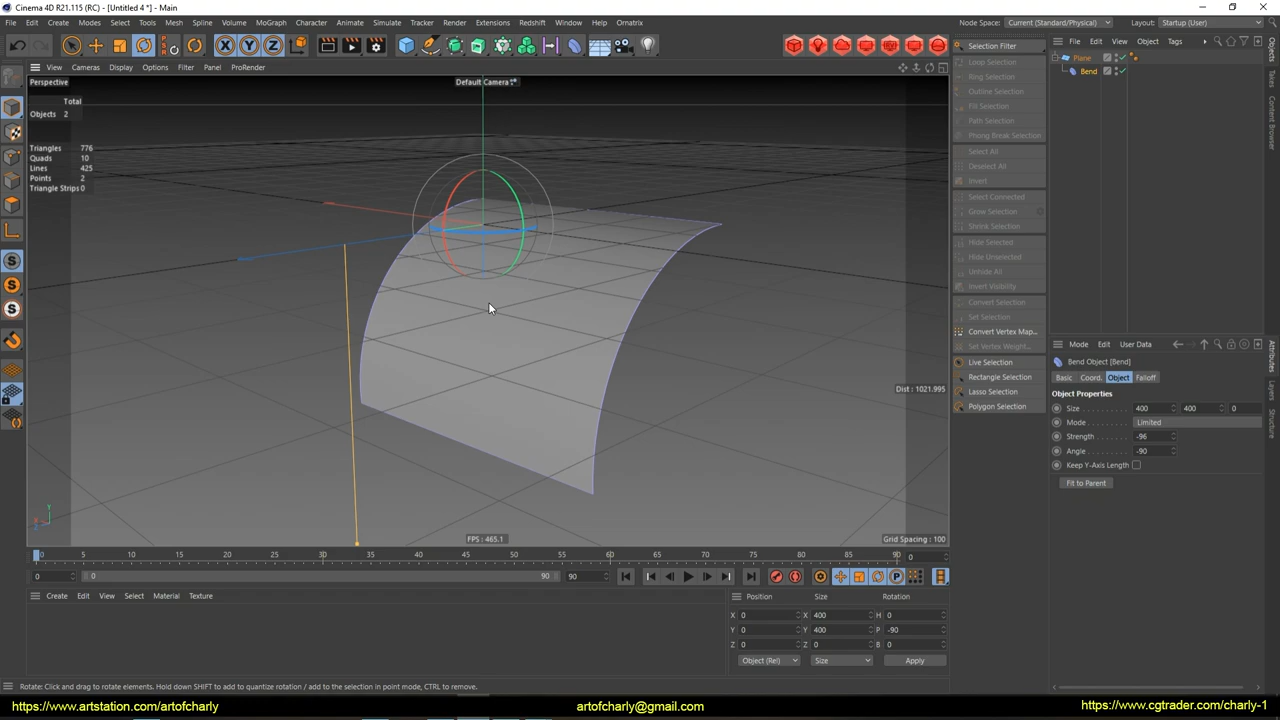 Cinema 4D R21.115 (RC) - [Untitled 4 *] - Main
File Edit Create Modes Select Tools Mesh Spline Volume MoGraph Character Animate Simulate Tracker Render Extensions Redshift Window Help Ornatrix
Node Space: Current (Standard/Physical) Layout: Startup (User)
X Y Z
View Cameras Display Options Filter Panel ProRender
Perspective
Default Camera
Total
Objects 2
Triangles 776
Quads 10
Lines 425
Points 2
Triangle Strips 0
Dist : 1021.995
FPS : 465.1
Grid Spacing : 100
Y
S
S
S
Selection Filter
Loop Selection
Ring Selection
Outline Selection
Fill Selection
Path Selection
Phong Break Selection
Select All
Deselect All
Invert
Select Connected
Grow Selection
Shrink Selection
Hide Selected
Hide Unselected
Unhide All
Invert Visibility
Convert Selection
Set Selection
Convert Vertex Map...
Set Vertex Weight...
Live Selection
Rectangle Selection
Lasso Selection
Polygon Selection
File Edit View Object Tags
Plane
Bend
Objects
Takes
Content Browser
Mode Edit User Data
Bend Object [Bend]
Basic Coord. Object Falloff
Object Properties
Size 400 400 0
Mode Limited
Strength -96
Angle -90
Keep Y-Axis Length
Fit to Parent
Attributes
Layers
Structure
0 5 10 15 20 25 30 35 40 45 50 55 60 65 70 75 80 85 90 0
0 0 90 90
P
Create Edit View Select Material Texture
Position Size Rotation
X 0 X 400 H 0
Y 0 Y 400 P -90
Z 0 Z 0 B 0
Object (Rel) Size Apply
Rotate: Click and drag to rotate elements. Hold down SHIFT to add to quantize rotation / add to the selection in point mode, CTRL to remove.
https://www.artstation.com/artofcharly artofcharly@gmail.com https://www.cgtrader.com/charly-1